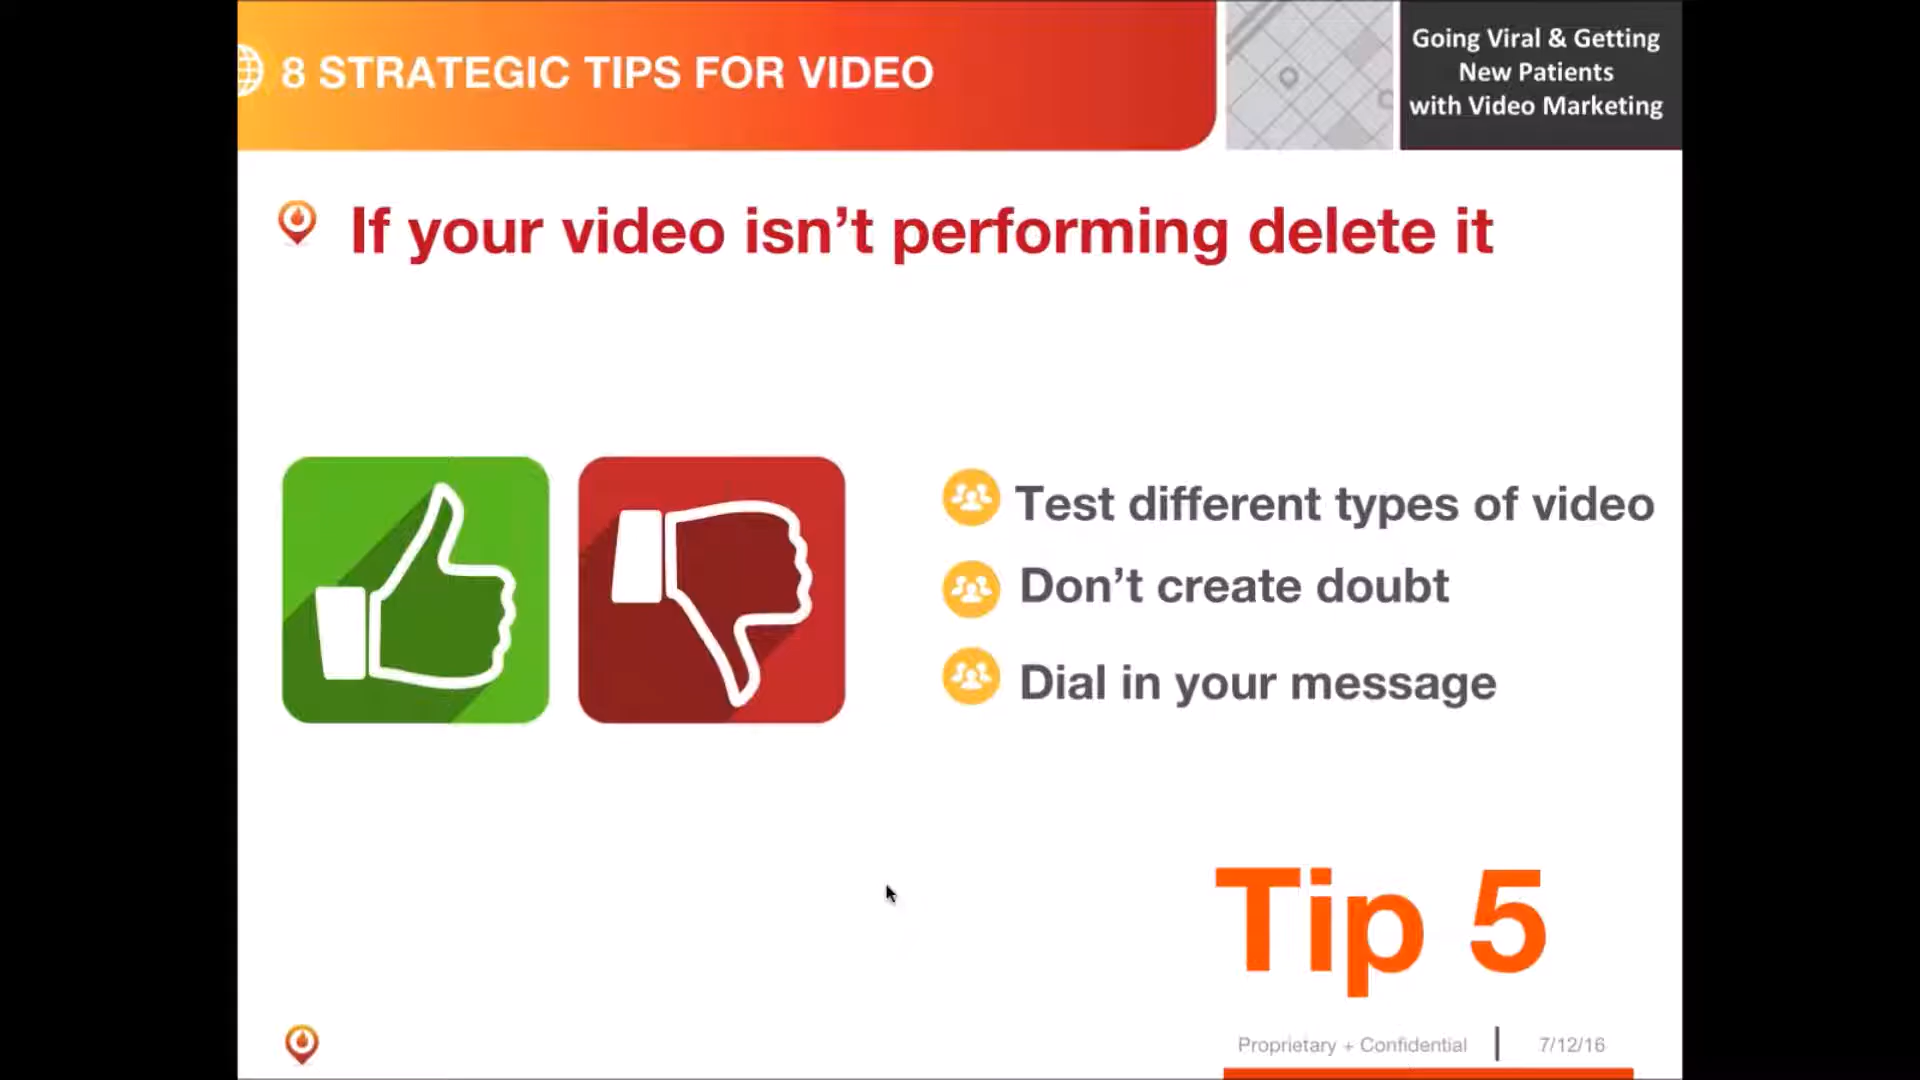 8 STRATEGIC TIPS FOR VIDEO
Going Viral & Getting
New Patients
with Video Marketing
If your video isn’t performing delete it
Test different types of video
Don’t create doubt
Dial in your message
Tip 5
Proprietary + Confidential
7/12/16